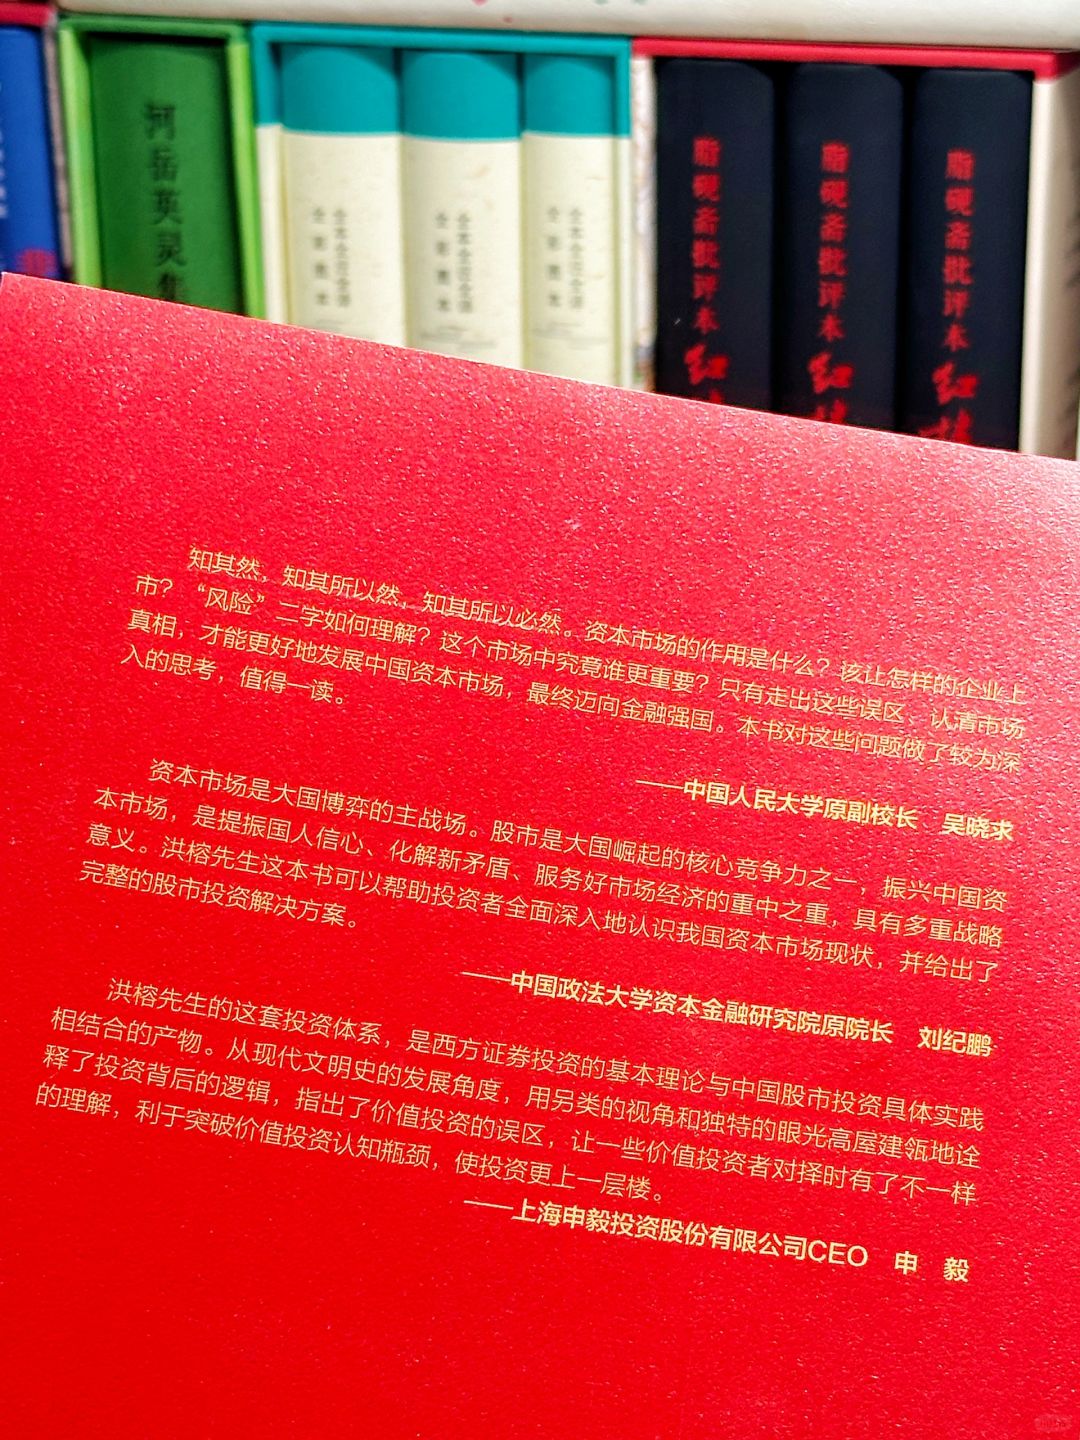 河岳英灵集
全本全注全译
全彩图本
全本全注全译
全彩图本
全本全注全译
全彩图本
脂砚斋批评本
红楼
脂砚斋批评本
红楼
脂砚斋批评本
红楼
知其然，知其所以然，知其所以必然。资本市场的作用是什么？该让怎样的企业上
市？“风险”二字如何理解？这个市场中究竟谁更重要？只有走出这些误区、认清市场
真相，才能更好地发展中国资本市场，最终迈向金融强国。本书对这些问题做了较为深
入的思考，值得一读。
——中国人民大学原副校长　吴晓求
资本市场是大国博弈的主战场。股市是大国崛起的核心竞争力之一，振兴中国资
本市场，是提振国人信心、化解新矛盾、服务好市场经济的重中之重，具有多重战略
意义。洪榕先生这本书可以帮助投资者全面深入地认识我国资本市场现状，并给出了
完整的股市投资解决方案。
——中国政法大学资本金融研究院原院长　刘纪鹏
洪榕先生的这套投资体系，是西方证券投资的基本理论与中国股市投资具体实践
相结合的产物。从现代文明史的发展角度，用另类的视角和独特的眼光高屋建瓴地诠
释了投资背后的逻辑，指出了价值投资的误区，让一些价值投资者对择时有了不一样
的理解，利于突破价值投资认知瓶颈，使投资更上一层楼。
——上海申毅投资股份有限公司CEO　申　毅